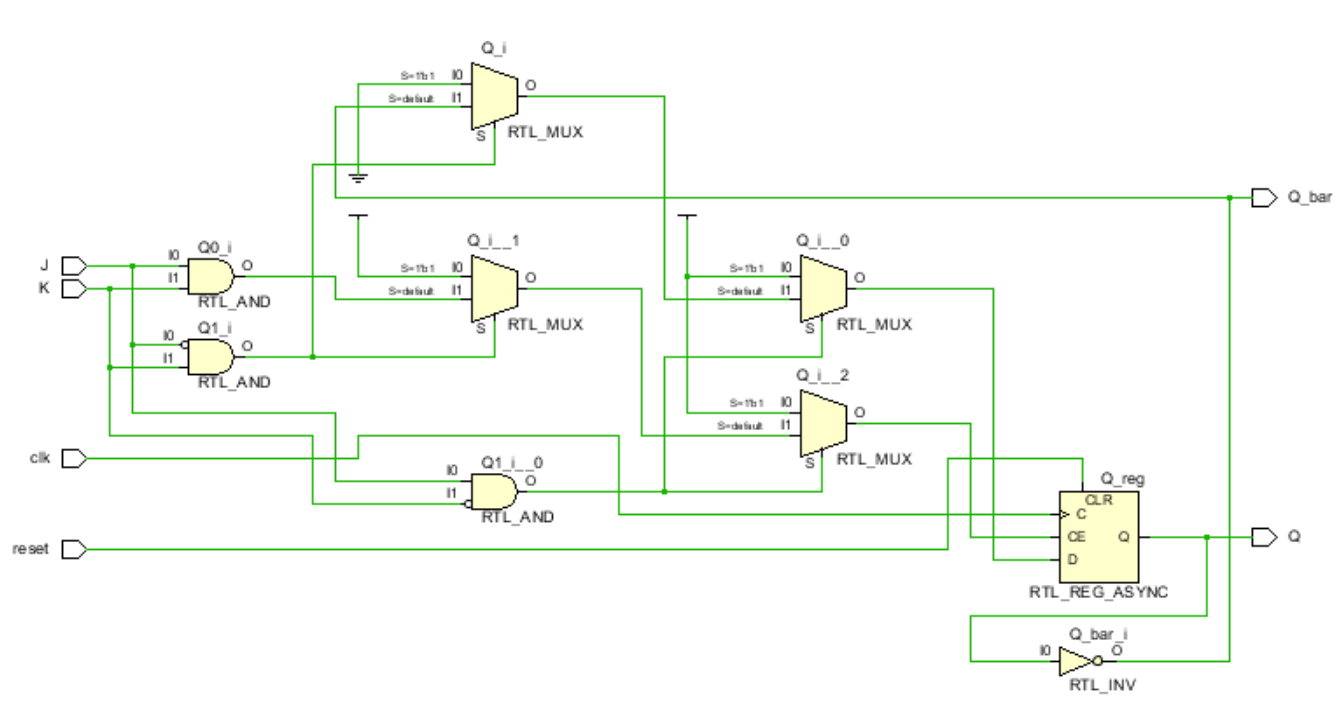 Q_i
S=1'b1 I0
O
S=default I1
S RTL_MUX
Q_bar
Q_i__1
Q_i__0
J
K
Q0_i
I0
O
I1
RTL_AND
S=1'b1 I0
O
S=default I1
S RTL_MUX
S=1'b1 I0
O
S=default I1
S RTL_MUX
Q1_i
I0
O
I1
RTL_AND
Q_i__2
S=1'b1 I0
O
S=default I1
S RTL_MUX
clk
Q1_i__0
I0
O
I1
RTL_AND
Q_reg
CLR
C
CE Q
D
RTL_REG_ASYNC
Q
reset
Q_bar_i
I0 O
RTL_INV